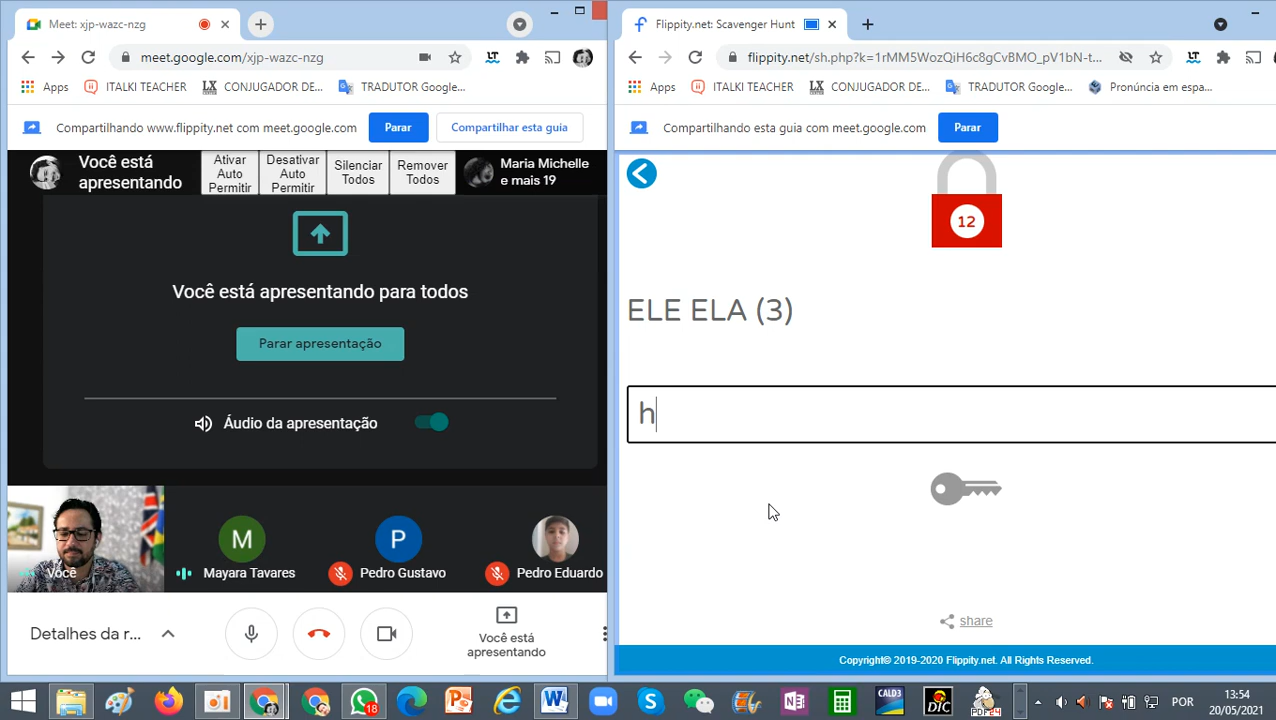 Meet: xjp-wazc-nzg
meet.google.com/xjp-wazc-nzg
Apps
ITALKI TEACHER
LX CONJUGADOR DE...
TRADUTOR Google...
Compartilhando www.flippity.net com meet.google.com
Parar
Compartilhar esta guia
Você está apresentando
Ativar Auto Permitir
Desativar Auto Permitir
Silenciar Todos
Remover Todos
Maria Michelle e mais 19
Você está apresentando para todos
Parar apresentação
Áudio da apresentação
Você
M
Mayara Tavares
P
Pedro Gustavo
Pedro Eduardo
Detalhes da r...
Você está apresentando
Flippity.net: Scavenger Hunt
flippity.net/sh.php?k=1rMM5WozQiH6c8gCvBMO_pV1bN-t...
Apps
ITALKI TEACHER
LX CONJUGADOR DE...
TRADUTOR Google...
Pronúncia em espa...
Compartilhando esta guia com meet.google.com
Parar
12
ELE ELA (3)
h
share
Copyright© 2019-2020 Flippity.net. All Rights Reserved.
18
CALD3
DIC
PDF24
POR
13:54
20/05/2021